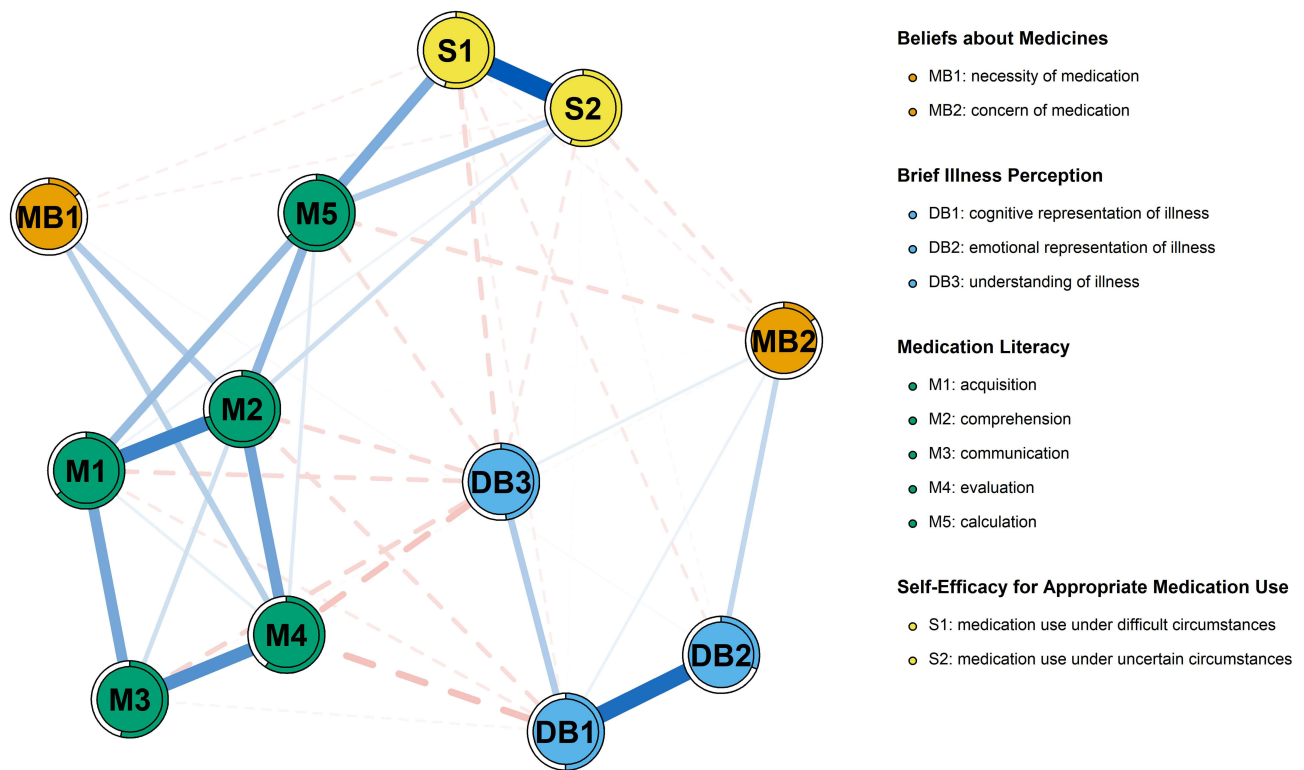 S1
S2
M5
MB1
MB2
M2
M1
DB3
M4
DB2
M3
DB1
Beliefs about Medicines
MB1: necessity of medication
MB2: concern of medication
Brief Illness Perception
DB1: cognitive representation of illness
DB2: emotional representation of illness
DB3: understanding of illness
Medication Literacy
M1: acquisition
M2: comprehension
M3: communication
M4: evaluation
M5: calculation
Self-Efficacy for Appropriate Medication Use
S1: medication use under difficult circumstances
S2: medication use under uncertain circumstances